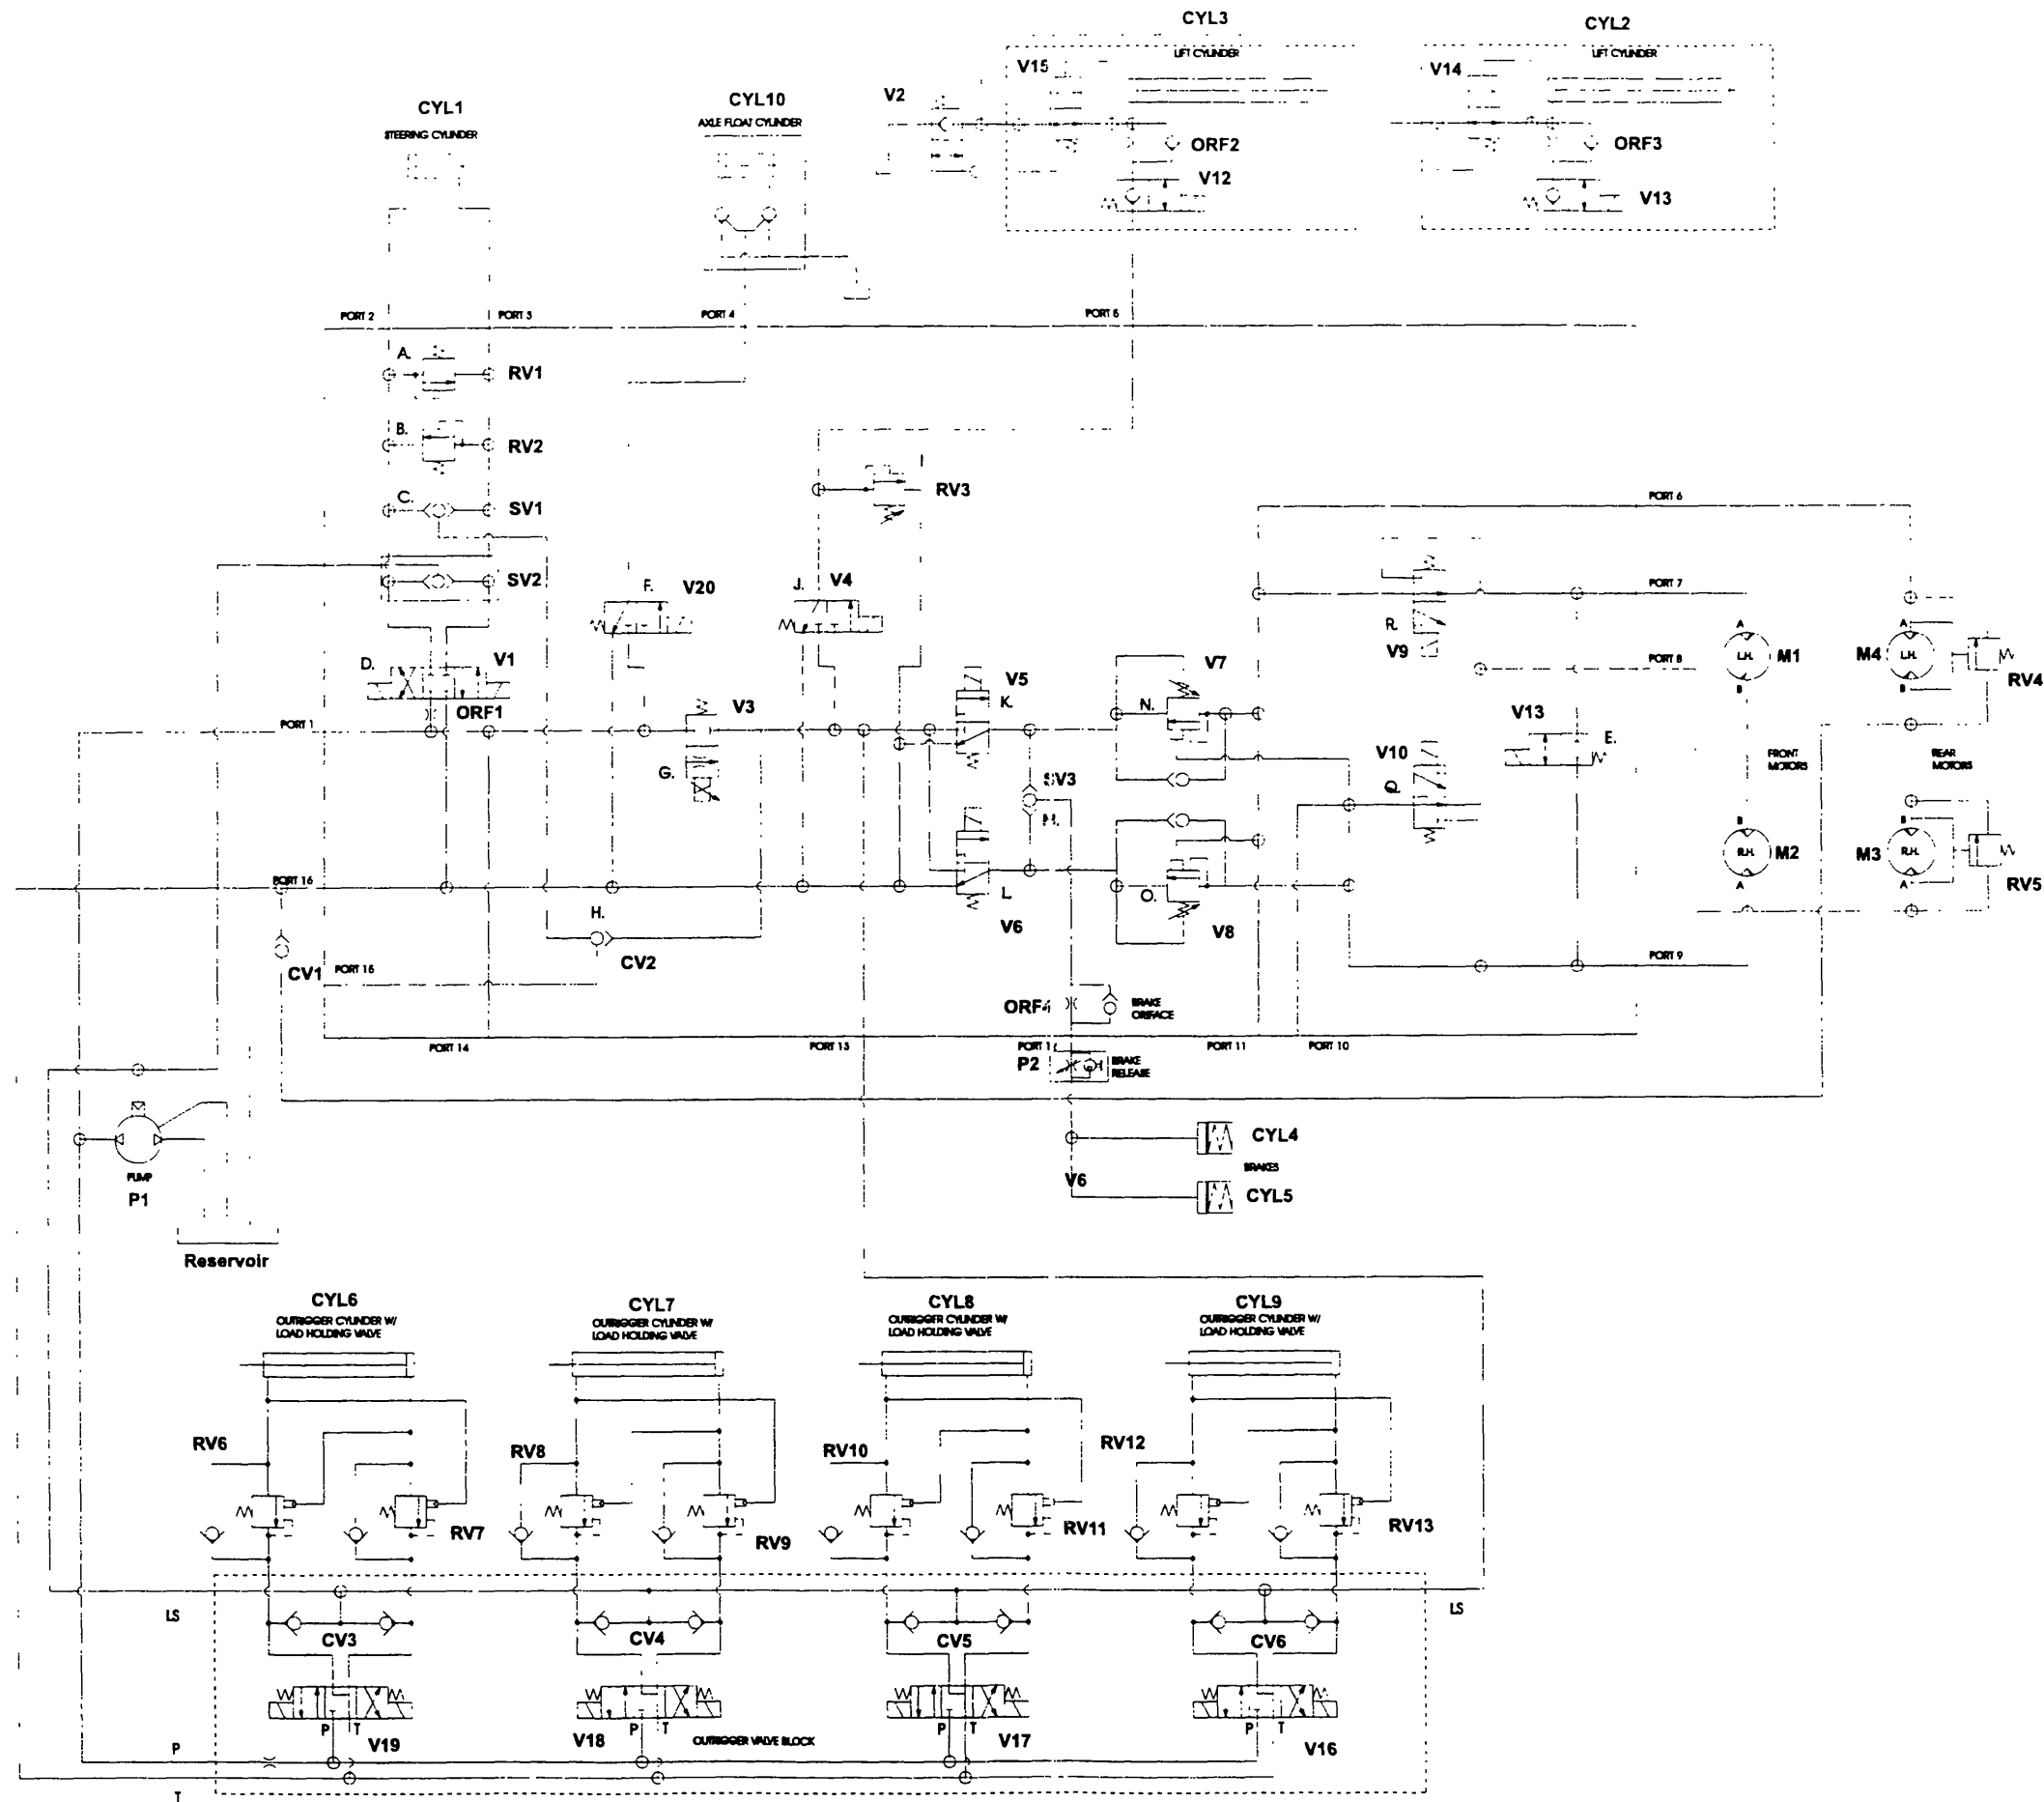 CYL3
CYL2
LIFT CYLINDER
LIFT CYLINDER
V15
V14
V2
CYL10
AXLE FLOAT CYLINDER
CYL1
STEERING CYLINDER
ORF2
ORF3
V12
V13
PORT 2
PORT 3
PORT 4
PORT 5
A.
RV1
B.
RV2
RV3
C.
SV1
PORT 6
SV2
F.
V20
J.
V4
PORT 7
R.
V9
A
A
L.H.
M1
M4
L.H.
D.
V1
V5
V7
PORT 8
RV4
B
B
K.
N.
ORF1
V3
V13
PORT 1
E.
V10
G.
FRONT
MOTORS
REAR
MOTORS
SV3
Q.
M.
B
B
R.H.
M2
M3
R.H.
PORT 16
L.
O.
A
A
RV5
H.
V6
V8
CV1
PORT 15
CV2
PORT 9
ORF4
BRAKE
ORIFACE
PORT 14
PORT 13
PORT 1
PORT 11
PORT 10
P2
BRAKE
RELEASE
PUMP
P1
CYL4
BRAKES
V6
CYL5
Reservoir
CYL6
OUTRIGGER CYLINDER W/
LOAD HOLDING VALVE
CYL7
OUTRIGGER CYLINDER W/
LOAD HOLDING VALVE
CYL8
OUTRIGGER CYLINDER W/
LOAD HOLDING VALVE
CYL9
OUTRIGGER CYLINDER W/
LOAD HOLDING VALVE
RV6
RV8
RV10
RV12
RV7
RV9
RV11
RV13
LS
LS
CV3
CV4
CV5
CV6
P T
P T
P T
P T
V19
V18
OUTRIGGER VALVE BLOCK
V17
V16
P
T